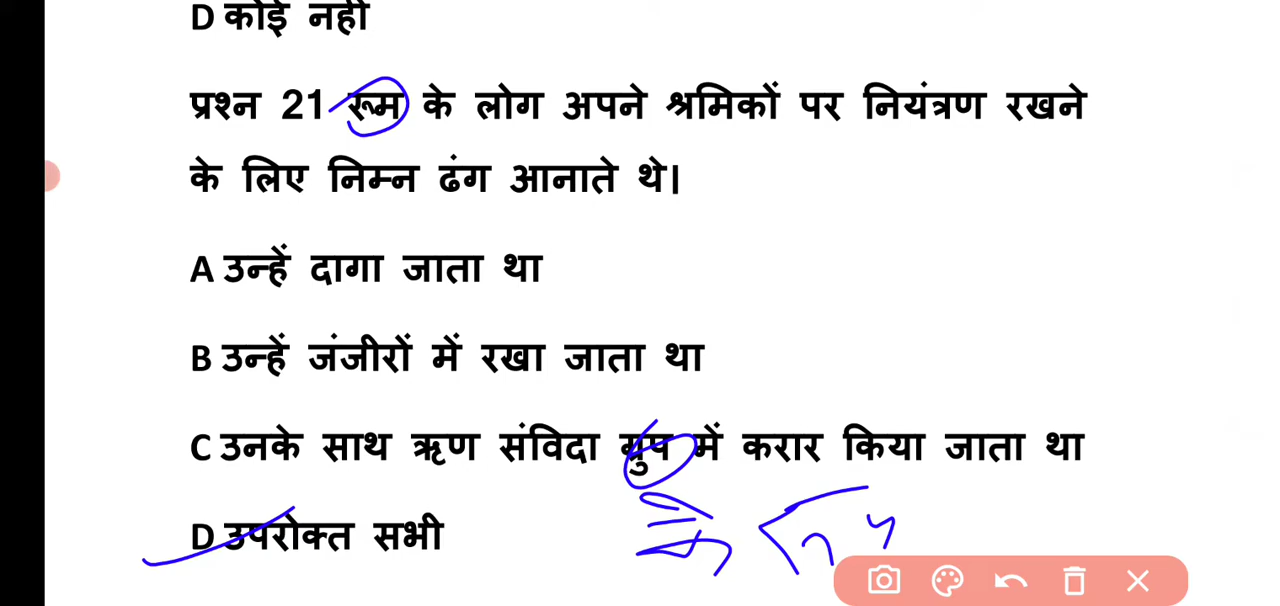 D कोई नही
प्रश्न 21 रूम के लोग अपने श्रमिकों पर नियंत्रण रखने
के लिए निम्न ढंग आनाते थे।
A उन्हें दागा जाता था
B उन्हें जंजीरों में रखा जाता था
C उनके साथ ऋण संविदा ग्रुप में करार किया जाता था
D उपरोक्त सभी